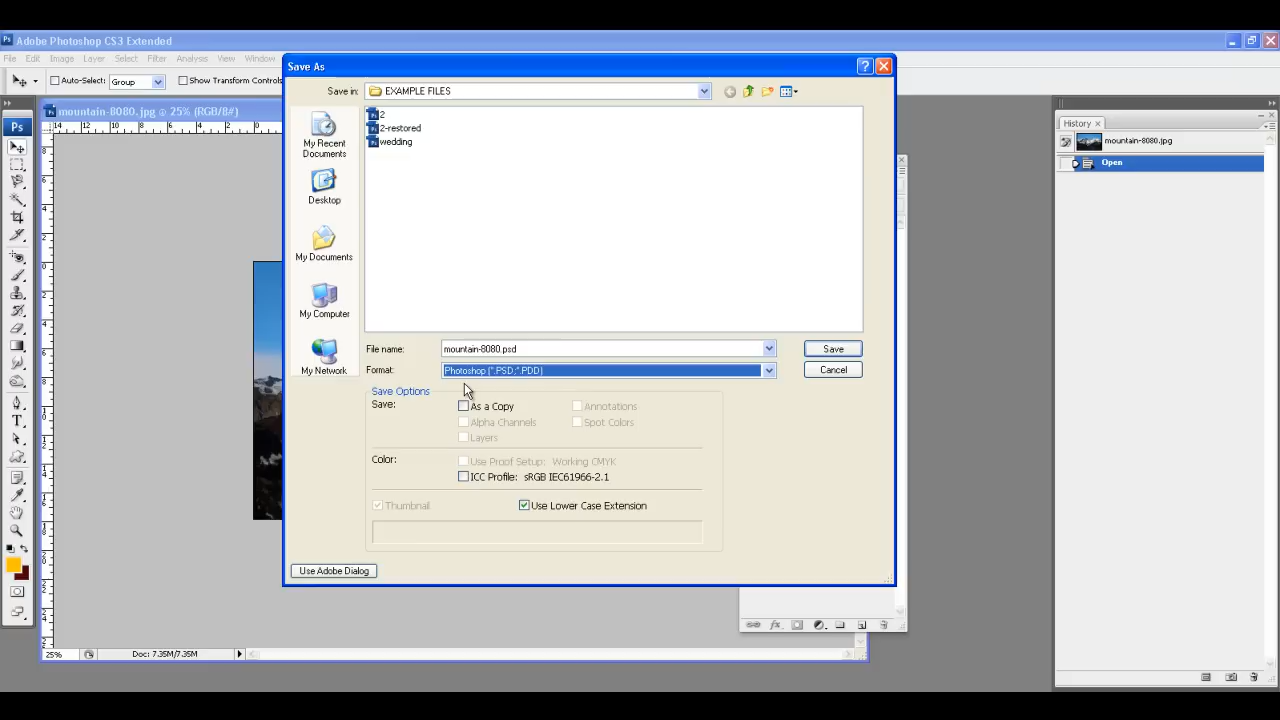 Ps Adobe Photoshop CS3 Extended
File Edit Image Layer Select Filter Analysis View Window
Auto-Select: Group Show Transform Controls
mountain-8080.jpg @ 25% (RGB/8#)
Save As
Save in: EXAMPLE FILES
2
2-restored
wedding
My Recent
Documents
Desktop
My Documents
My Computer
My Network
File name: mountain-8080.psd Save
Format: Photoshop (*.PSD;*.PDD) Cancel
Save Options
Save: As a Copy Annotations
Alpha Channels Spot Colors
Layers
Color: Use Proof Setup: Working CMYK
ICC Profile: sRGB IEC61966-2.1
Thumbnail Use Lower Case Extension
Use Adobe Dialog
History
mountain-8080.jpg
Open
Ps
25% Doc: 7.35M/7.35M